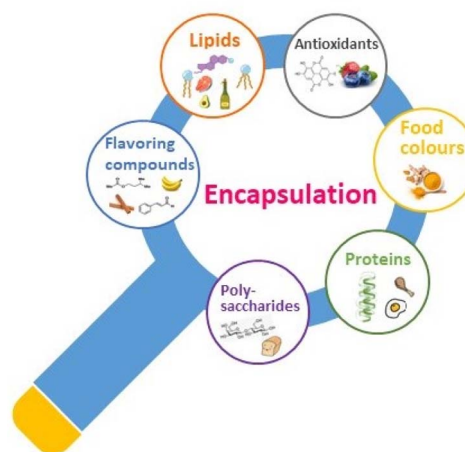 Lipids
Antioxidants
Flavoring
compounds
Food
colours
Encapsulation
Proteins
Poly-
saccharides